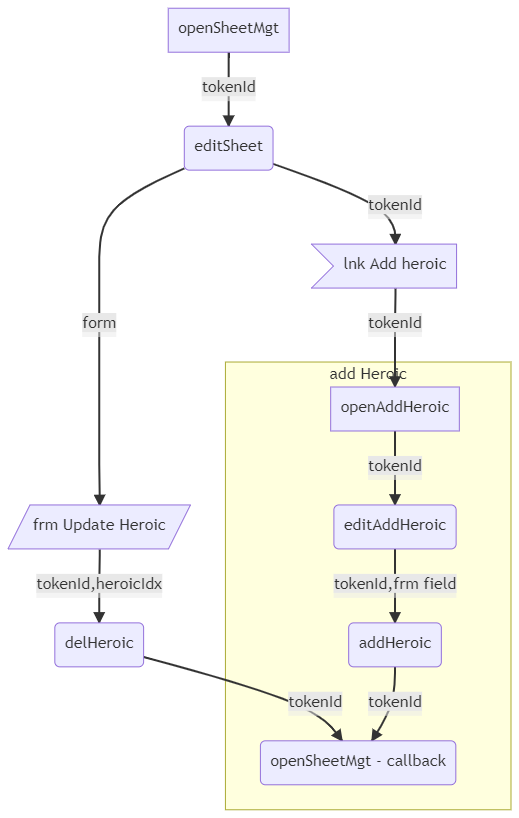 openSheetMgt
tokenId
editSheet
tokenId
lnk Add heroic
form
tokenId
add Heroic
openAddHeroic
tokenId
editAddHeroic
frm Update Heroic
tokenId,heroicIdx
tokenId,frm field
delHeroic
addHeroic
tokenId
tokenId
openSheetMgt - callback